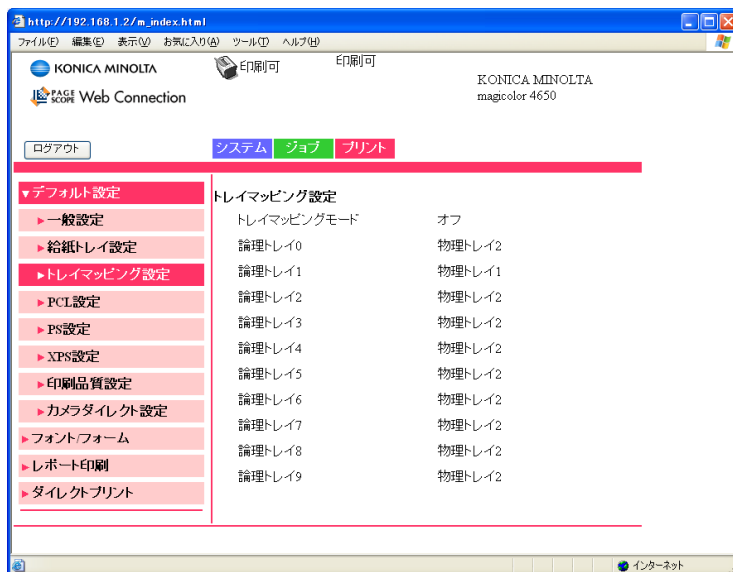 http://192.168.1.2/m_index.html
ファイル(F) 編集(E) 表示(V) お気に入り(A) ツール(T) ヘルプ(H)
KONICA MINOLTA
印刷可
印刷可
KONICA MINOLTA
magicolor 4650
PAGE SCOPE Web Connection
ログアウト
システム ジョブ プリント
▼デフォルト設定
▶一般設定
▶給紙トレイ設定
▶トレイマッピング設定
▶PCL設定
▶PS設定
▶XPS設定
▶印刷品質設定
▶カメラダイレクト設定
▶フォント/フォーム
▶レポート印刷
▶ダイレクトプリント
トレイマッピング設定
トレイマッピングモード オフ
論理トレイ0 物理トレイ2
論理トレイ1 物理トレイ1
論理トレイ2 物理トレイ2
論理トレイ3 物理トレイ2
論理トレイ4 物理トレイ2
論理トレイ5 物理トレイ2
論理トレイ6 物理トレイ2
論理トレイ7 物理トレイ2
論理トレイ8 物理トレイ2
論理トレイ9 物理トレイ2
インターネット